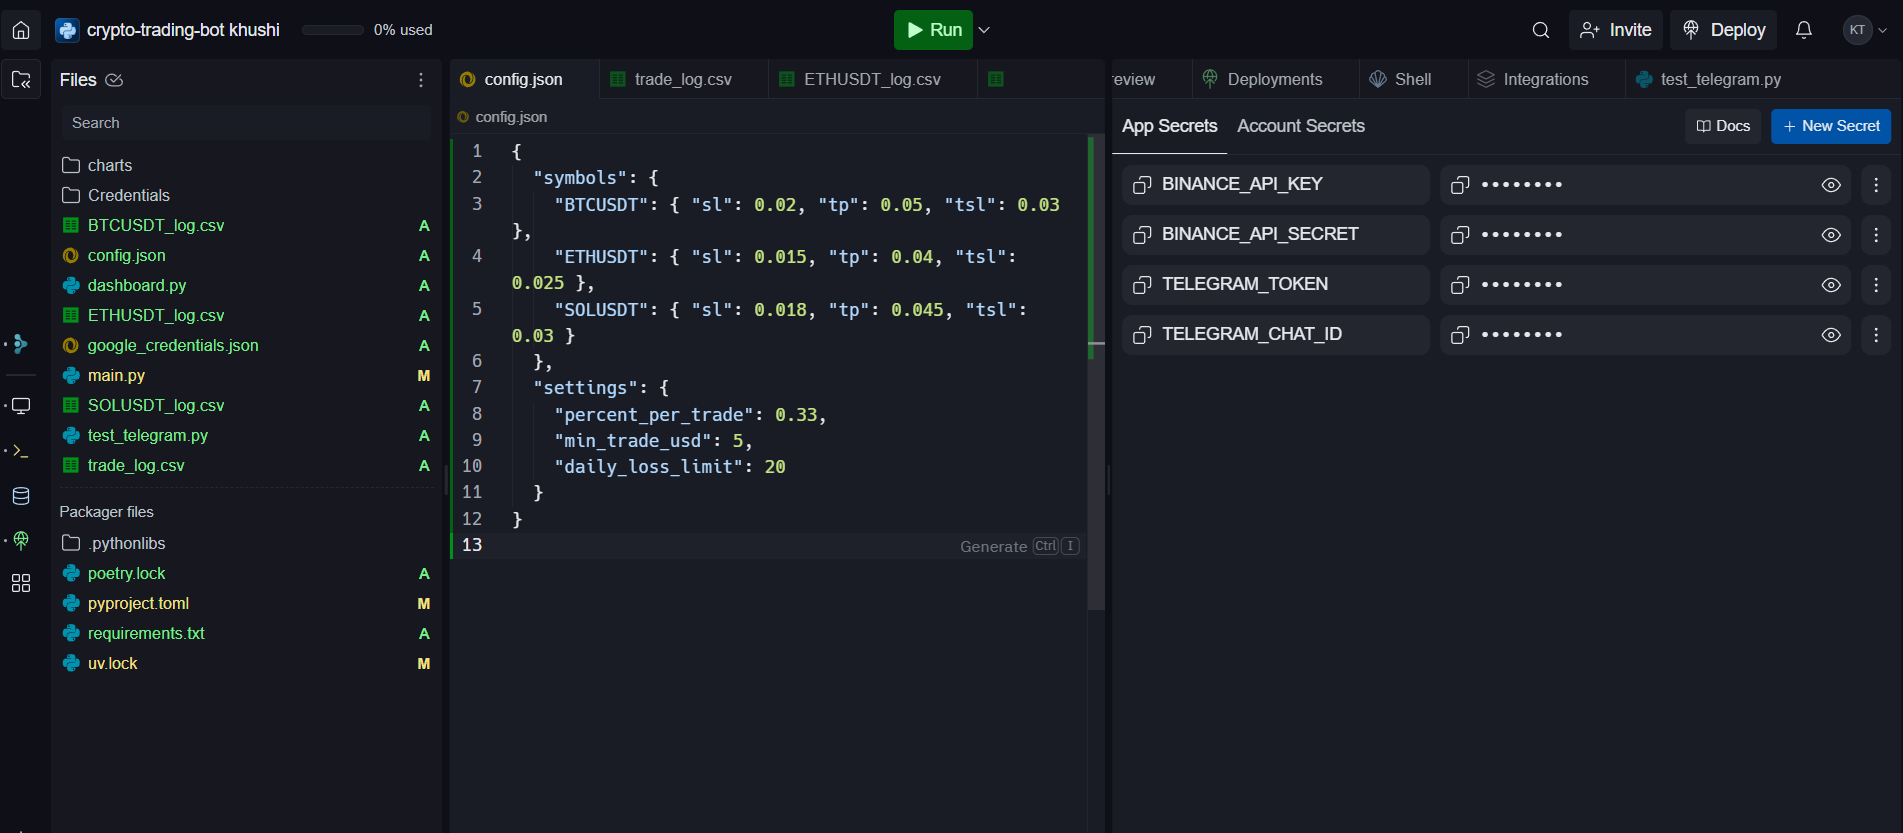 crypto-trading-bot khushi
0% used
Run
Invite
Deploy
KT
Files
Search
charts
Credentials
BTCUSDT_log.csv A
config.json A
dashboard.py A
ETHUSDT_log.csv A
google_credentials.json A
main.py M
SOLUSDT_log.csv A
test_telegram.py A
trade_log.csv A
Packager files
.pythonlibs
poetry.lock A
pyproject.toml M
requirements.txt A
uv.lock M
config.json
trade_log.csv
ETHUSDT_log.csv
config.json
1 {
2 "symbols": {
3 "BTCUSDT": { "sl": 0.02, "tp": 0.05, "tsl": 0.03
},
4 "ETHUSDT": { "sl": 0.015, "tp": 0.04, "tsl":
0.025 },
5 "SOLUSDT": { "sl": 0.018, "tp": 0.045, "tsl":
0.03 }
6 },
7 "settings": {
8 "percent_per_trade": 0.33,
9 "min_trade_usd": 5,
10 "daily_loss_limit": 20
11 }
12 }
13
Generate Ctrl I
review
Deployments
Shell
Integrations
test_telegram.py
App Secrets
Account Secrets
Docs
+ New Secret
BINANCE_API_KEY ••••••••
BINANCE_API_SECRET ••••••••
TELEGRAM_TOKEN ••••••••
TELEGRAM_CHAT_ID ••••••••